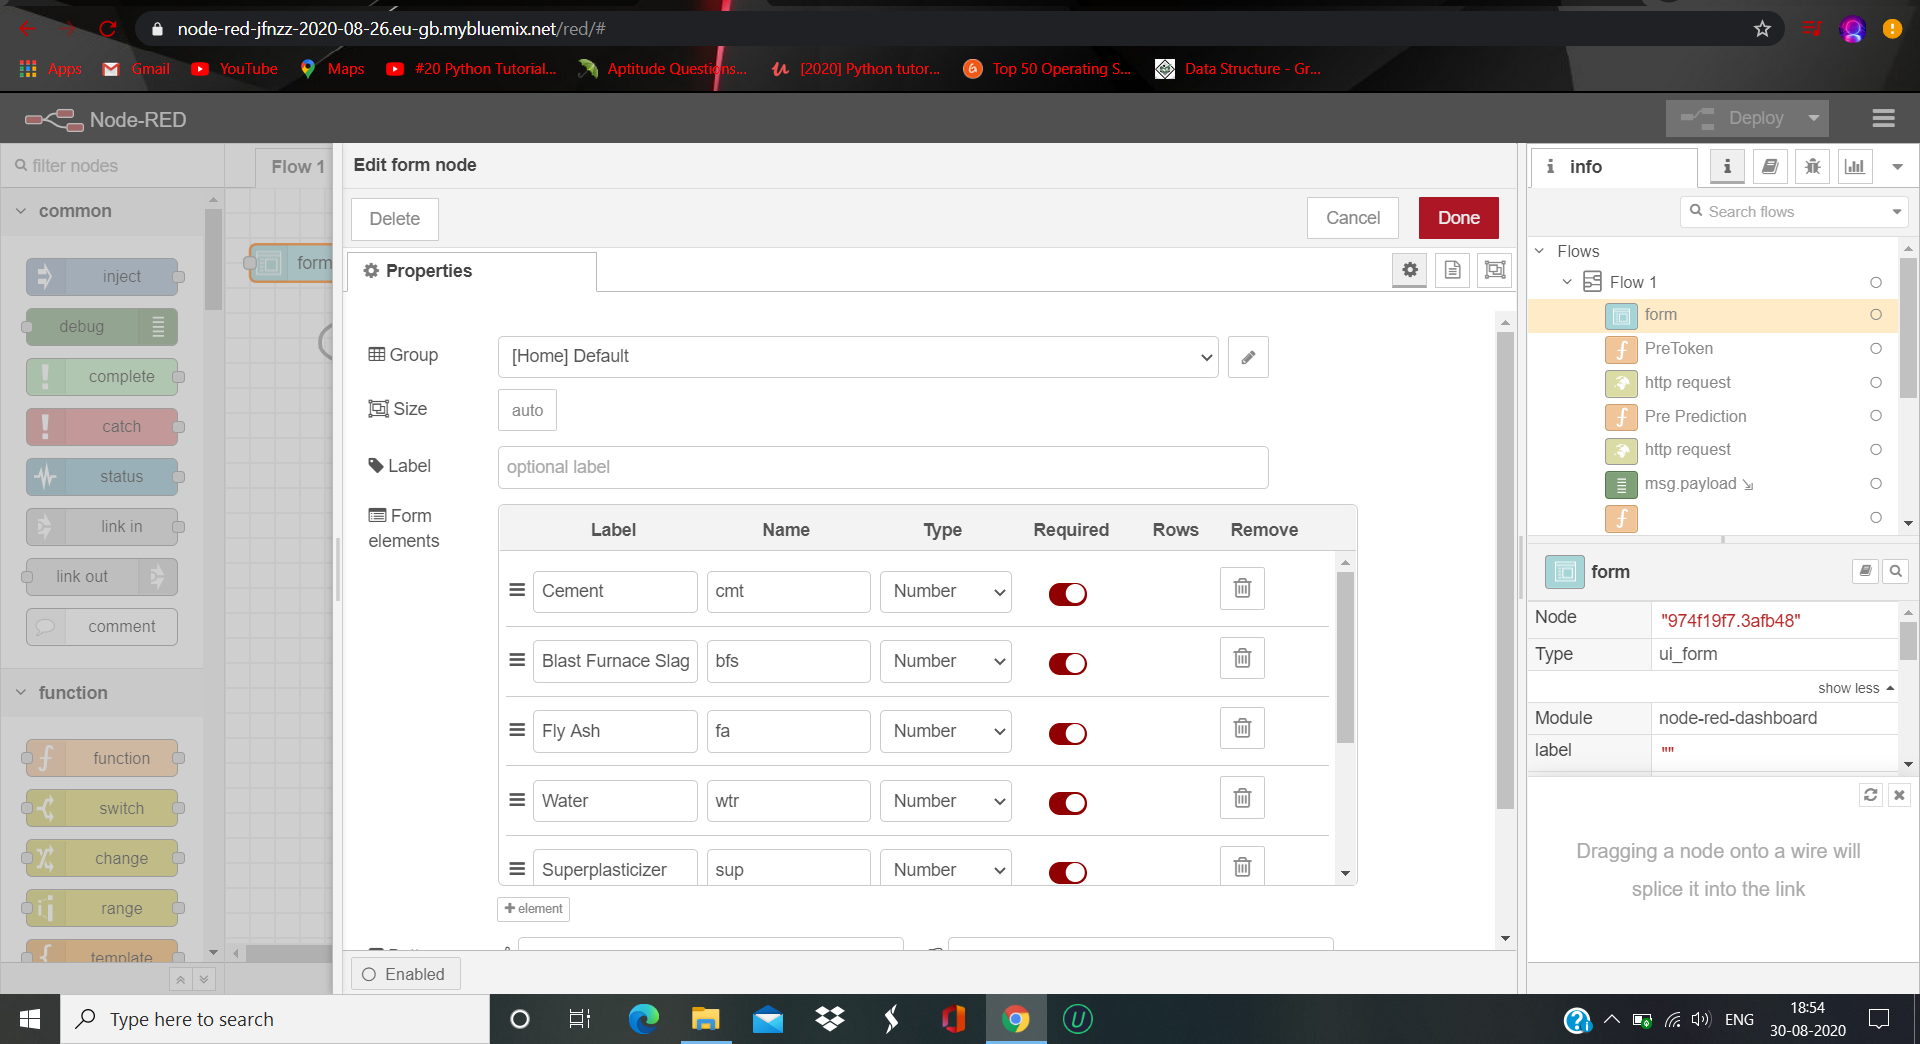 node-red-jfnzz-2020-08-26.eu-gb.mybluemix.net/red/#
Apps Gmail YouTube Maps #20 Python Tutorial... Aptitude Questions... [2020] Python tutor... Top 50 Operating S... Data Structure - Gr...
Node-RED Deploy
filter nodes
common
inject
debug
complete
catch
status
link in
link out
comment
function
function
switch
change
range
template
Flow 1
form
Edit form node
Delete Cancel Done
Properties
Group [Home] Default
Size auto
Label optional label
Form elements
Label Name Type Required Rows Remove
Cement cmt Number
Blast Furnace Slag bfs Number
Fly Ash fa Number
Water wtr Number
Superplasticizer sup Number
+ element
Enabled
i info i
Search flows
Flows
Flow 1
form
PreToken
http request
Pre Prediction
http request
msg.payload
form
Node "974f19f7.3afb48"
Type ui_form
show less
Module node-red-dashboard
label ""
Dragging a node onto a wire will
splice it into the link
Type here to search
ENG
18:54
30-08-2020